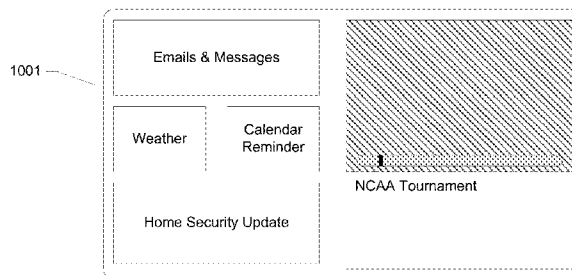 1001
Emails & Messages
Weather
Calendar
Reminder
Home Security Update
NCAA Tournament